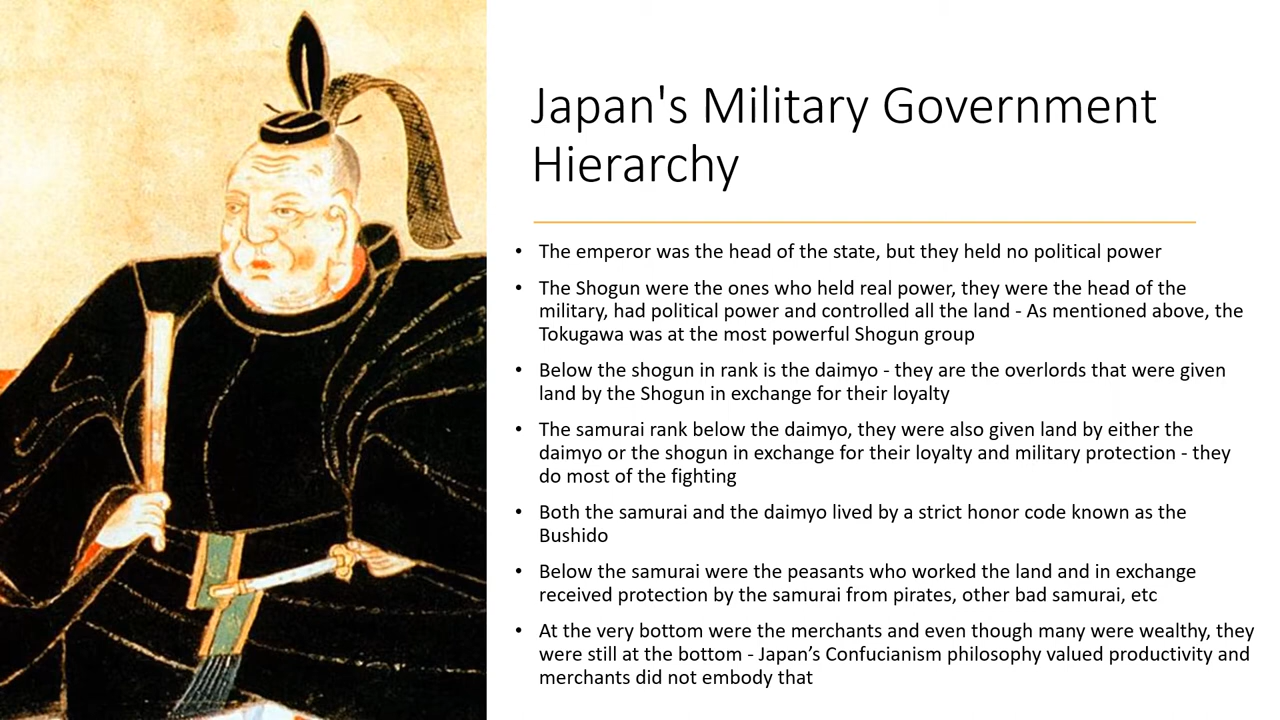 Japan's Military Government
Hierarchy
• The emperor was the head of the state, but they held no political power
• The Shogun were the ones who held real power, they were the head of the
military, had political power and controlled all the land - As mentioned above, the
Tokugawa was at the most powerful Shogun group
• Below the shogun in rank is the daimyo - they are the overlords that were given
land by the Shogun in exchange for their loyalty
• The samurai rank below the daimyo, they were also given land by either the
daimyo or the shogun in exchange for their loyalty and military protection - they
do most of the fighting
• Both the samurai and the daimyo lived by a strict honor code known as the
Bushido
• Below the samurai were the peasants who worked the land and in exchange
received protection by the samurai from pirates, other bad samurai, etc
• At the very bottom were the merchants and even though many were wealthy, they
were still at the bottom - Japan’s Confucianism philosophy valued productivity and
merchants did not embody that